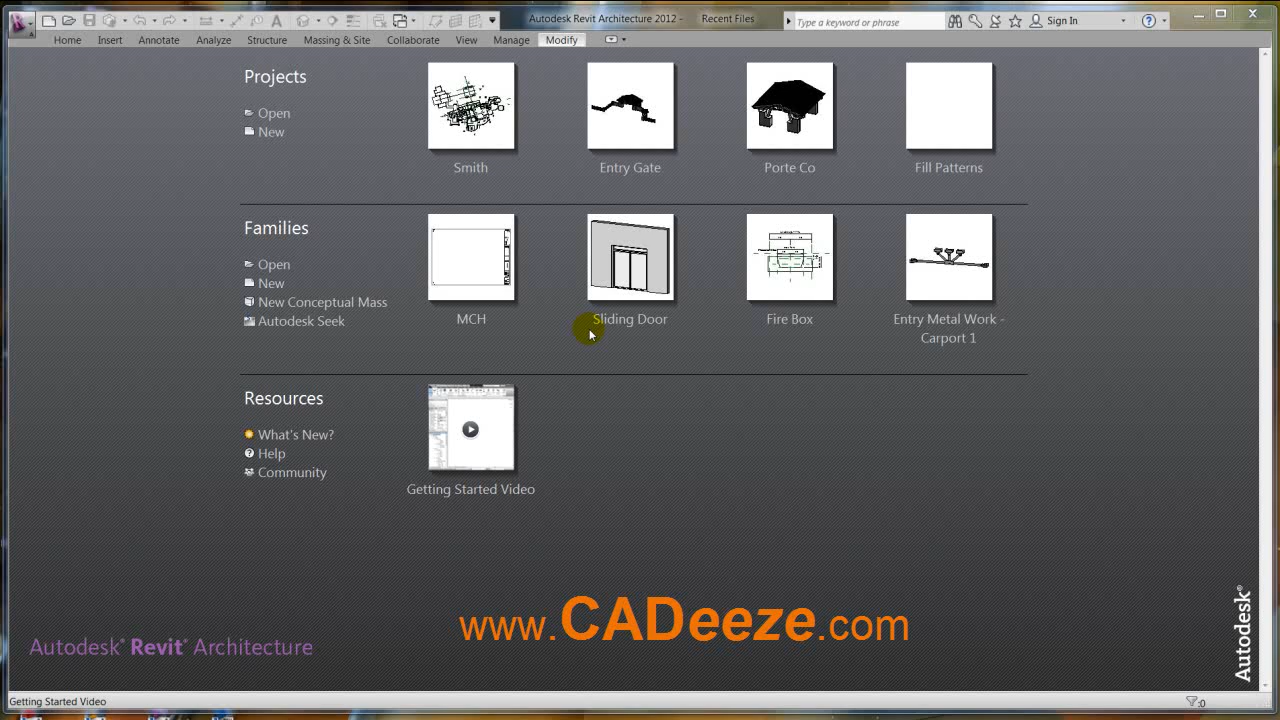 Autodesk Revit Architecture 2012 - Recent Files
Type a keyword or phrase
Sign In
Home Insert Annotate Analyze Structure Massing & Site Collaborate View Manage Modify
Projects
Open
New
Smith
Entry Gate
Porte Co
Fill Patterns
Families
Open
New
New Conceptual Mass
Autodesk Seek
MCH
Sliding Door
Fire Box
Entry Metal Work -
Carport 1
Resources
What's New?
Help
Community
Getting Started Video
www.CADeeze.com
Autodesk® Revit® Architecture
Autodesk®
Getting Started Video
:0